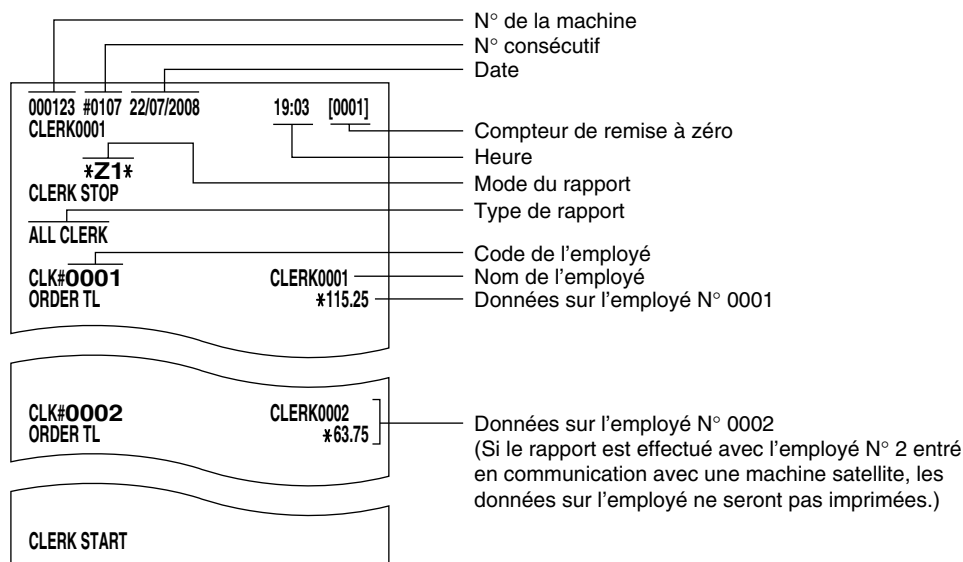 N° de la machine
N° consécutif
Date
000123 #0107 22/07/2008 19:03 [0001]
CLERK0001
Compteur de remise à zéro
Heure
*Z1*
Mode du rapport
CLERK STOP
Type de rapport
ALL CLERK
Code de l'employé
CLK#0001 CLERK0001
Nom de l'employé
ORDER TL *115.25
Données sur l'employé N° 0001
CLK#0002 CLERK0002
ORDER TL *63.75
Données sur l'employé N° 0002
(Si le rapport est effectué avec l'employé N° 2 entré
en communication avec une machine satellite, les
données sur l'employé ne seront pas imprimées.)
CLERK START